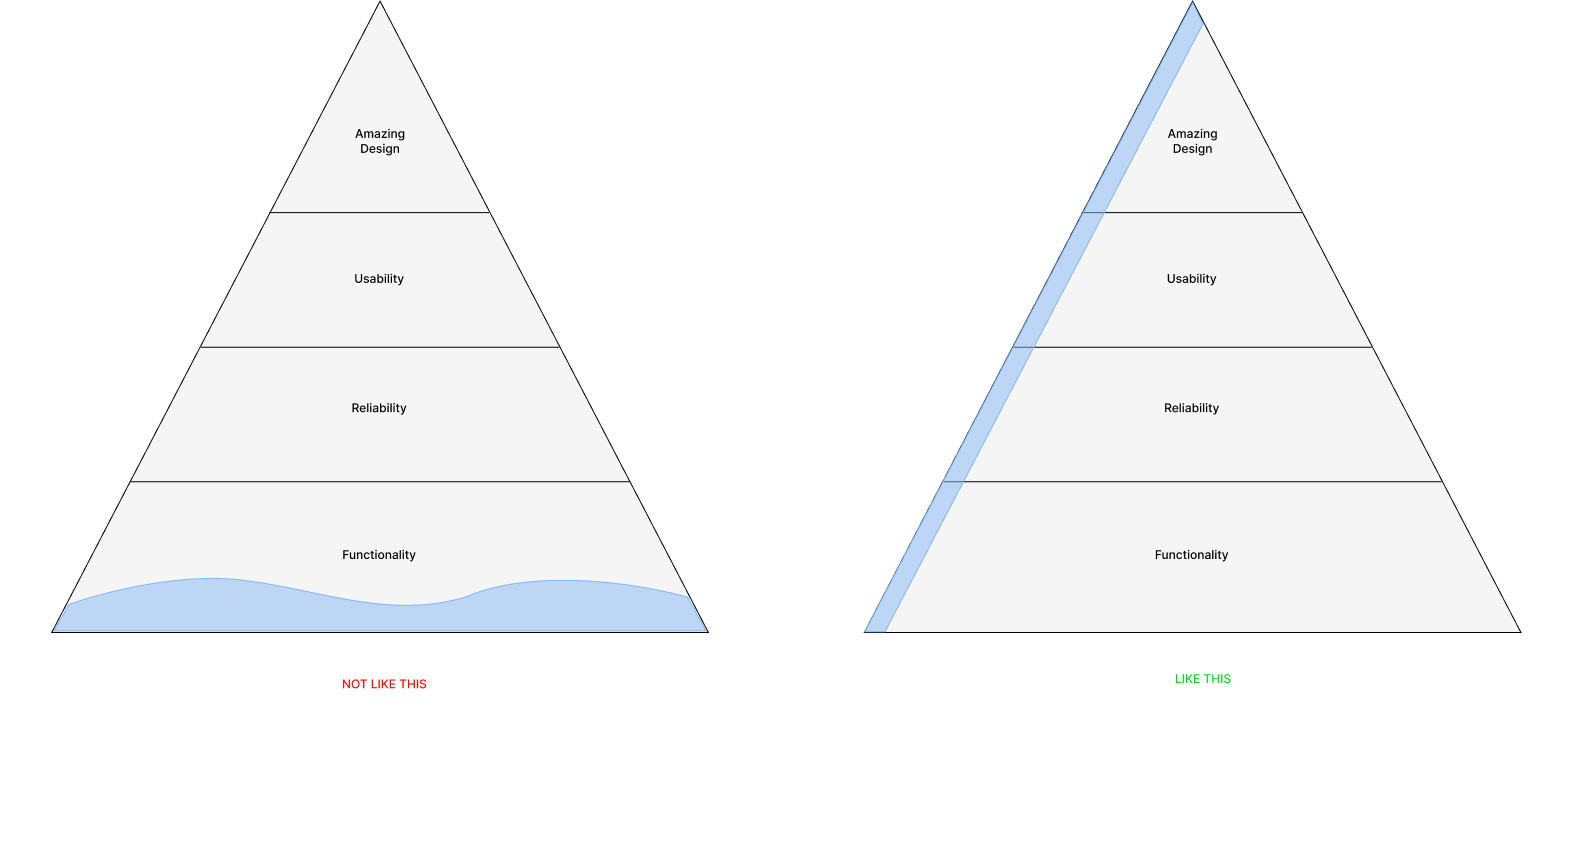 Amazing
Design
Usability
Reliability
Functionality
NOT LIKE THIS
Amazing
Design
Usability
Reliability
Functionality
LIKE THIS